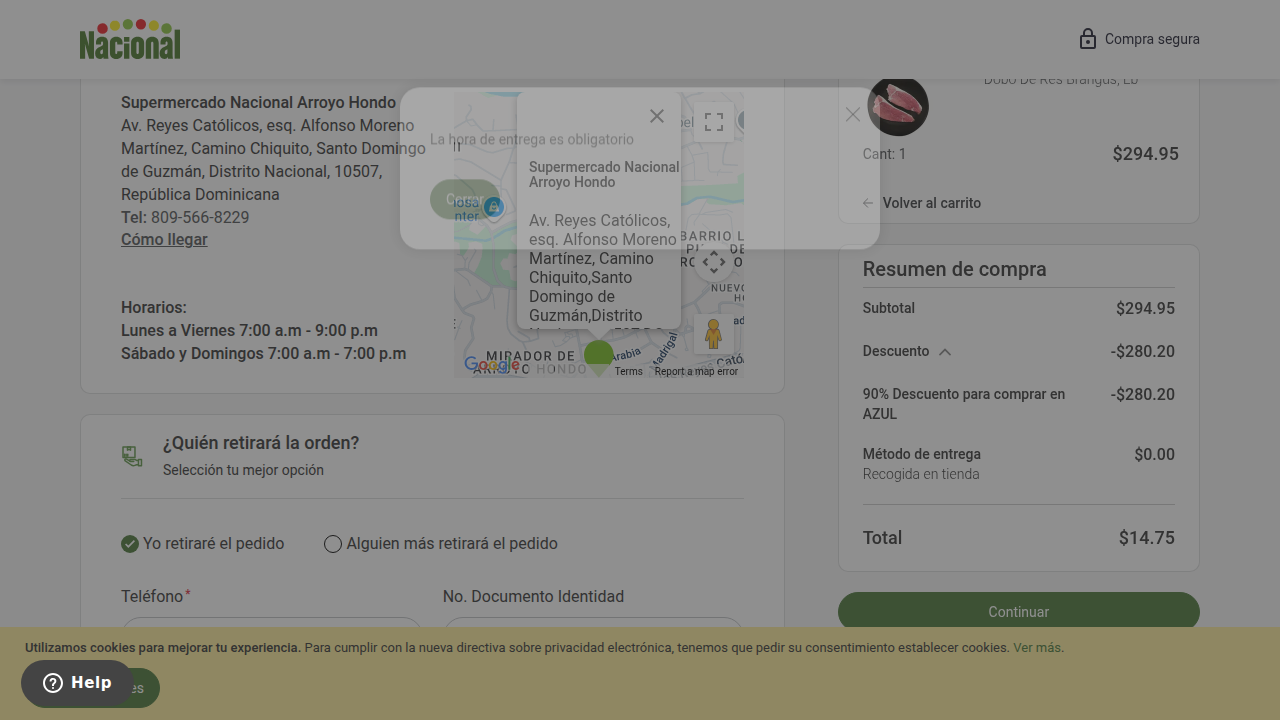 Nacional
Compra segura
Supermercado Nacional Arroyo Hondo
Av. Reyes Católicos, esq. Alfonso Moreno
Martínez, Camino Chiquito, Santo Domingo
de Guzmán, Distrito Nacional, 10507,
República Dominicana
Tel: 809-566-8229
Cómo llegar
Horarios:
Lunes a Viernes 7:00 a.m - 9:00 p.m
Sábado y Domingos 7:00 a.m - 7:00 p.m
La hora de entrega es obligatorio
Supermercado Nacional
Arroyo Hondo
Av. Reyes Católicos,
esq. Alfonso Moreno
Martínez, Camino
Chiquito,Santo
Domingo de
Guzmán,Distrito
BARRIO L
NUEVO
MIRADOR DE
ARROYO HONDO
Arabia
Madrigal
Google
Terms
Report a map error
Dobo De Res Brangus, Lb
Cant: 1
$294.95
Volver al carrito
Resumen de compra
Subtotal $294.95
Descuento -$280.20
90% Descuento para comprar en -$280.20
AZUL
Método de entrega $0.00
Recogida en tienda
Total $14.75
Continuar
¿Quién retirará la orden?
Selección tu mejor opción
Yo retiraré el pedido
Alguien más retirará el pedido
Teléfono*
No. Documento Identidad
Utilizamos cookies para mejorar tu experiencia. Para cumplir con la nueva directiva sobre privacidad electrónica, tenemos que pedir su consentimiento establecer cookies. Ver más.
Help